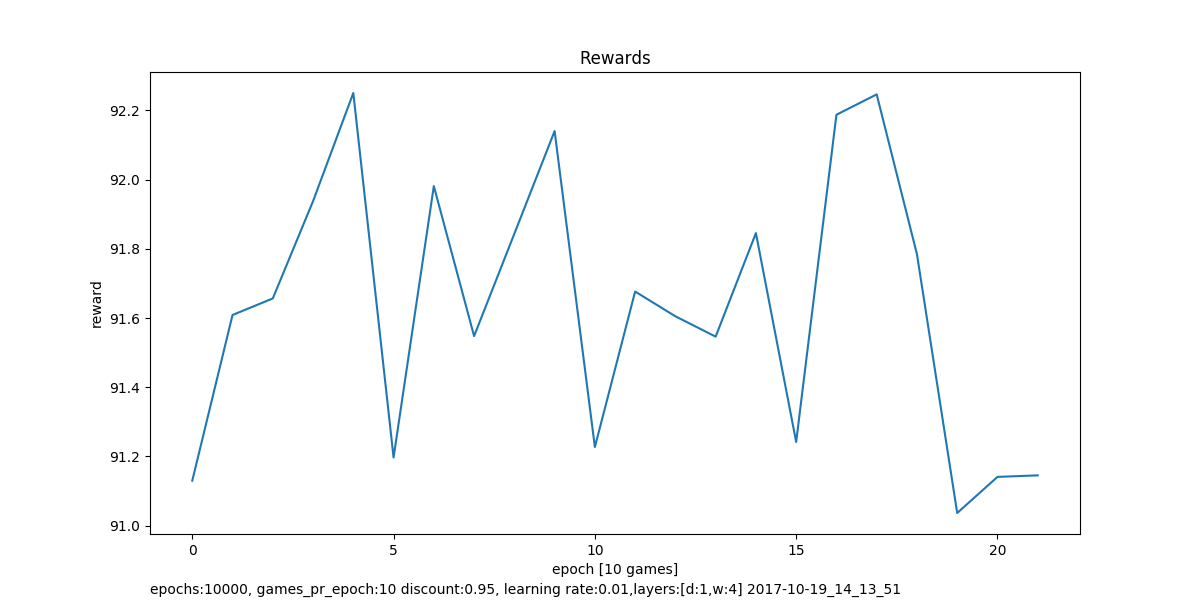 Rewards
92.2
92.0
91.8
91.6
91.4
91.2
91.0
reward
0 5 10 15 20
epoch [10 games]
epochs:10000, games_pr_epoch:10 discount:0.95, learning rate:0.01,layers:[d:1,w:4] 2017-10-19_14_13_51